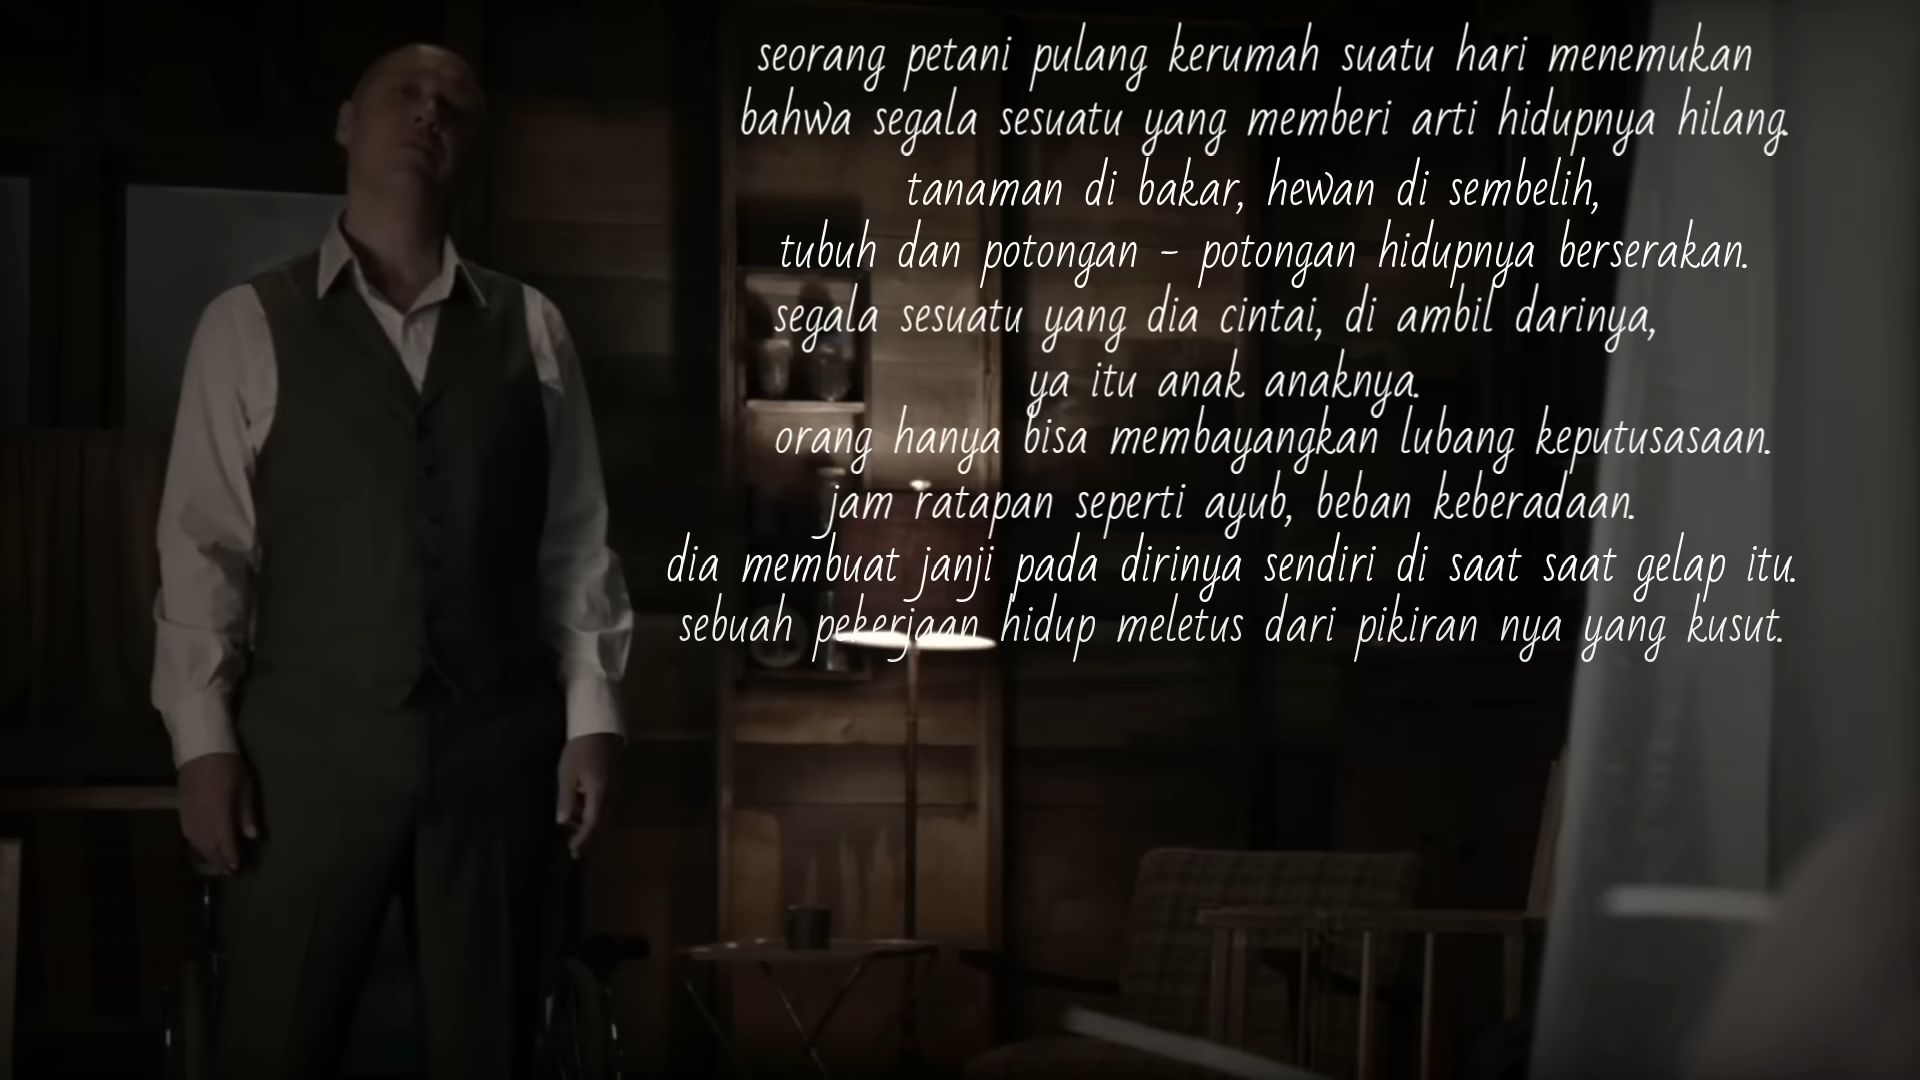 seorang petani pulang kerumah suatu hari menemukan
bahwa segala sesuatu yang memberi arti hidupnya hilang.
tanaman di bakar, hewan di sembelih,
tubuh dan potongan - potongan hidupnya berserakan.
segala sesuatu yang dia cintai, di ambil darinya,
ya itu anak anaknya.
orang hanya bisa membayangkan lubang keputusasaan.
jam ratapan seperti ayub, beban keberadaan.
dia membuat janji pada dirinya sendiri di saat saat gelap itu.
sebuah pekerjaan hidup meletus dari pikiran nya yang kusut.